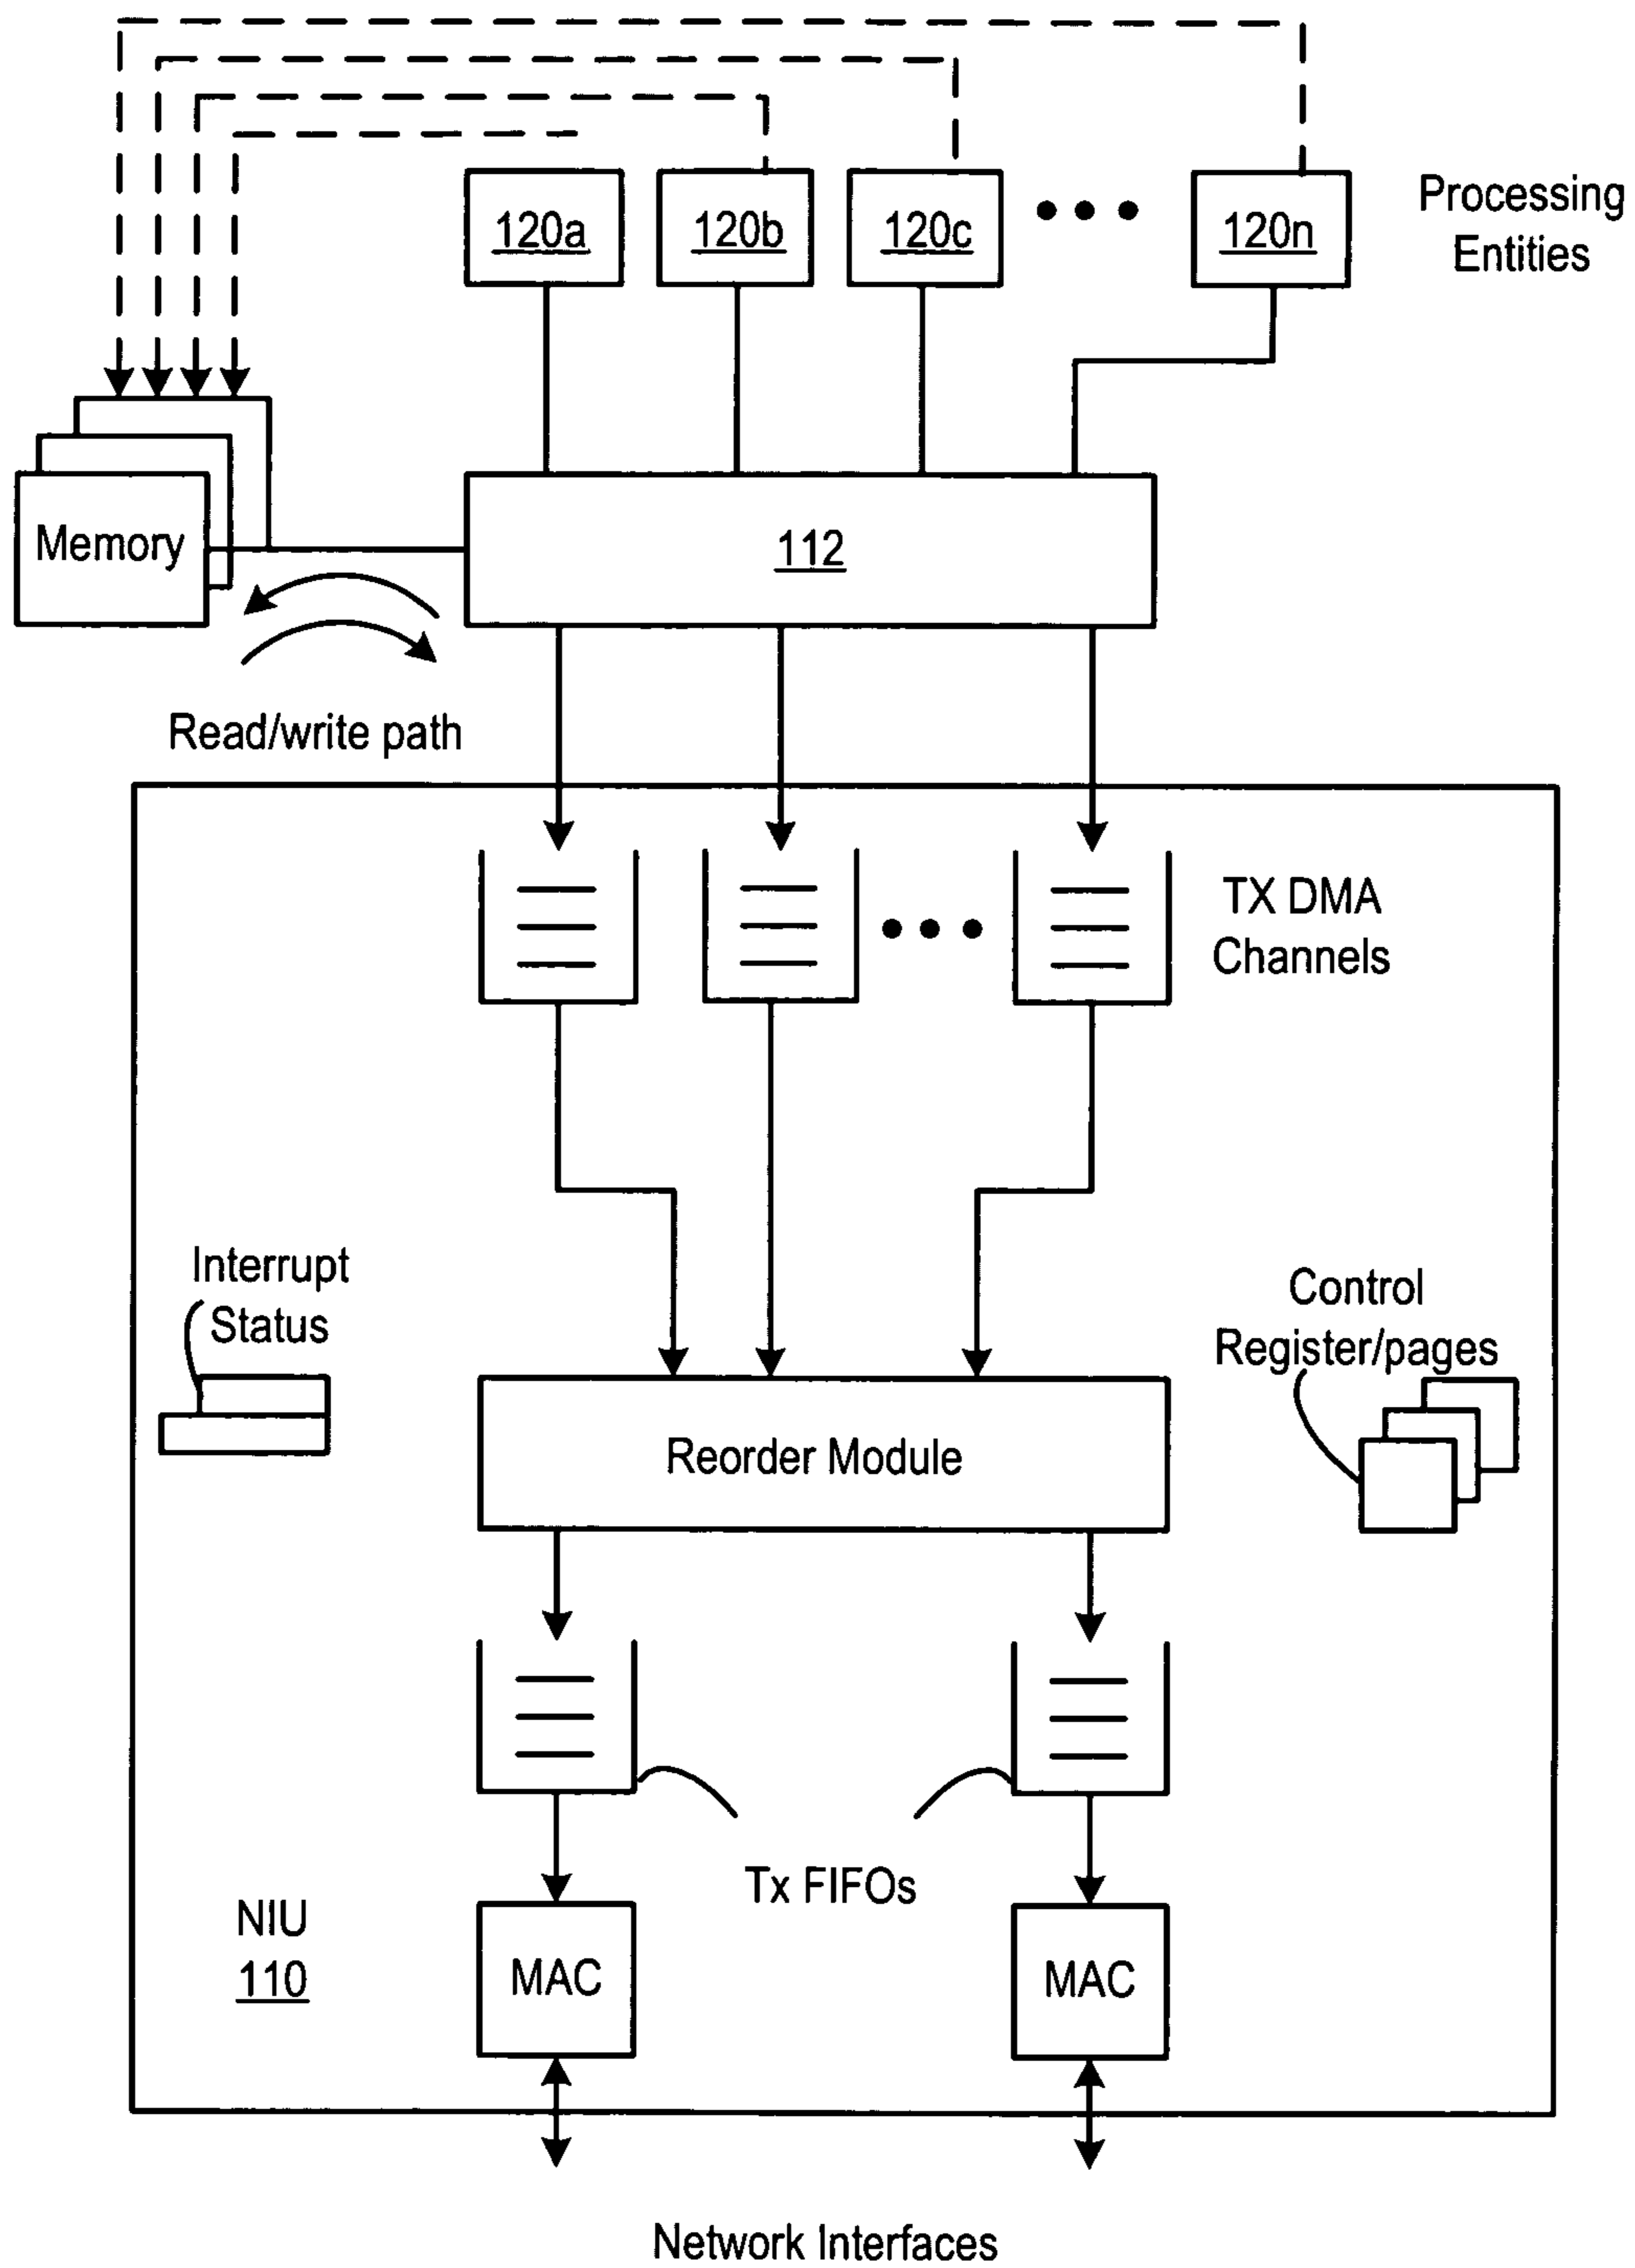 Processing
Entities
120a
120b
120c
120n
Memory
112
Read/write path
TX DMA
Channels
Interrupt
Status
Control
Register/pages
Reorder Module
Tx FIFOs
NIU
110
MAC
MAC
Network Interfaces